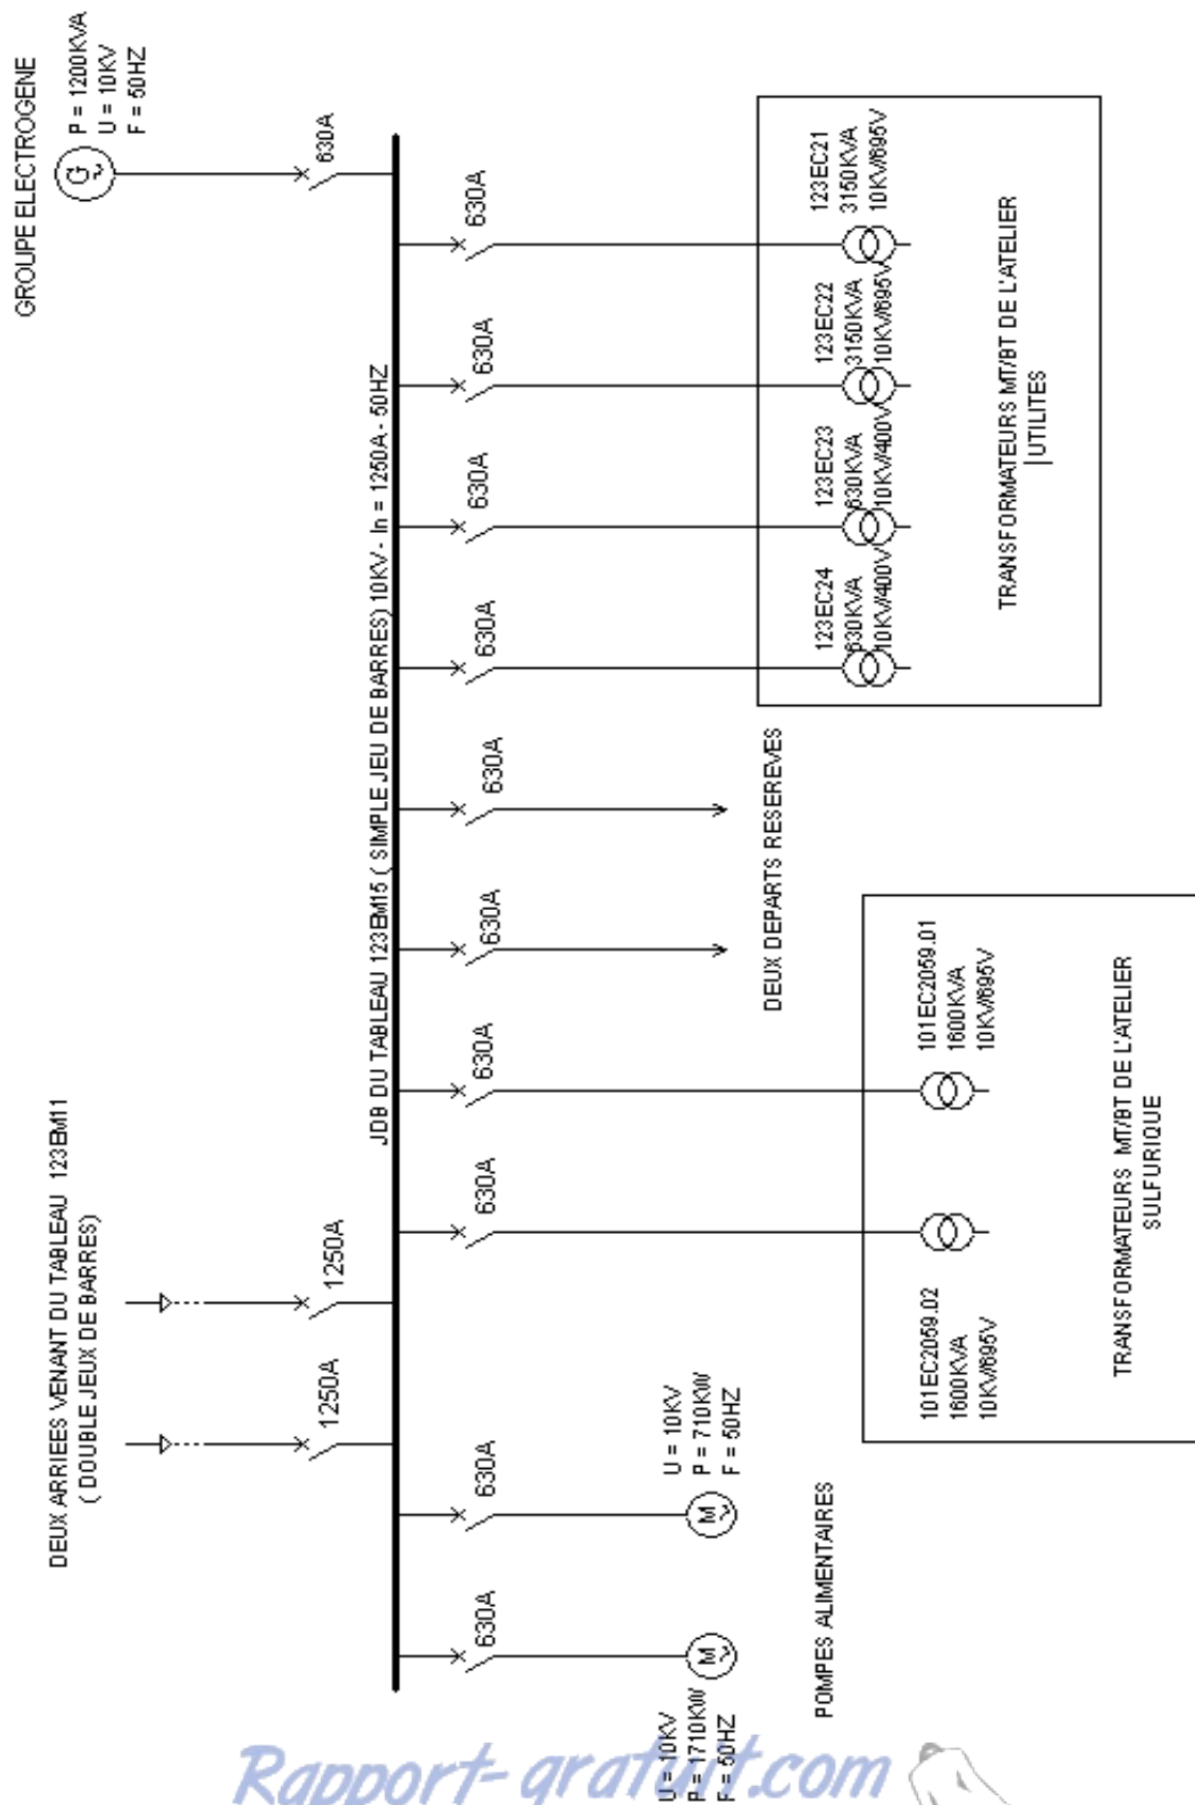 DEUX ARRIEES VENANT DU TABLEAU 123BM11
( DOUBLE JEUX DE BARRES)
GROUPE ELECTROGENE
P = 1200KVA
U = 10KV
F = 50HZ
1250A
1250A
630A
JDB DU TABLEAU 123BM15 ( SIMPLE JEU DE BARRES) 10KV - In = 1250A - 50HZ
630A
630A
630A
630A
630A
630A
630A
630A
630A
630A
U = 10KV
P = 1710KW
F = 50HZ
U = 10KV
P = 710KW
F = 50HZ
POMPES ALIMENTAIRES
101EC2059.02
1600KVA
10KV/695V
101EC2059.01
1600KVA
10KV/695V
TRANSFORMATEURS MT/BT DE L'ATELIER
SULFURIQUE
DEUX DEPARTS RESEREVES
123EC24
630KVA
10KV/400V
123EC23
630KVA
10KV/400V
123EC22
3150KVA
10KV/695V
123EC21
3150KVA
10KV/695V
TRANSFORMATEURS MT/BT DE L'ATELIER
UTILITES
G
M
M
Rapport-gratuit.com